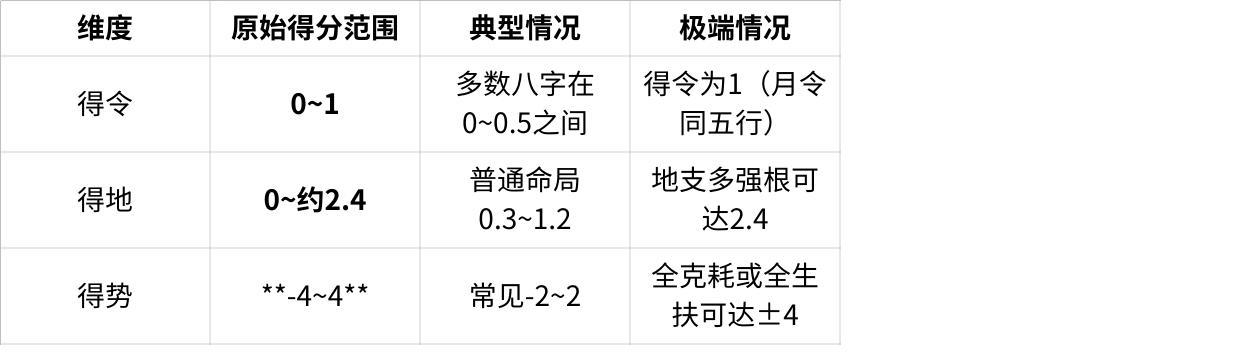 维度 原始得分范围 典型情况 极端情况
得令 0~1 多数八字在 得令为1（月令
0~0.5之间 同五行）
得地 0~约2.4 普通命局 地支多强根可
0.3~1.2 达2.4
得势 **-4~4** 常见-2~2 全克耗或全生
扶可达±4